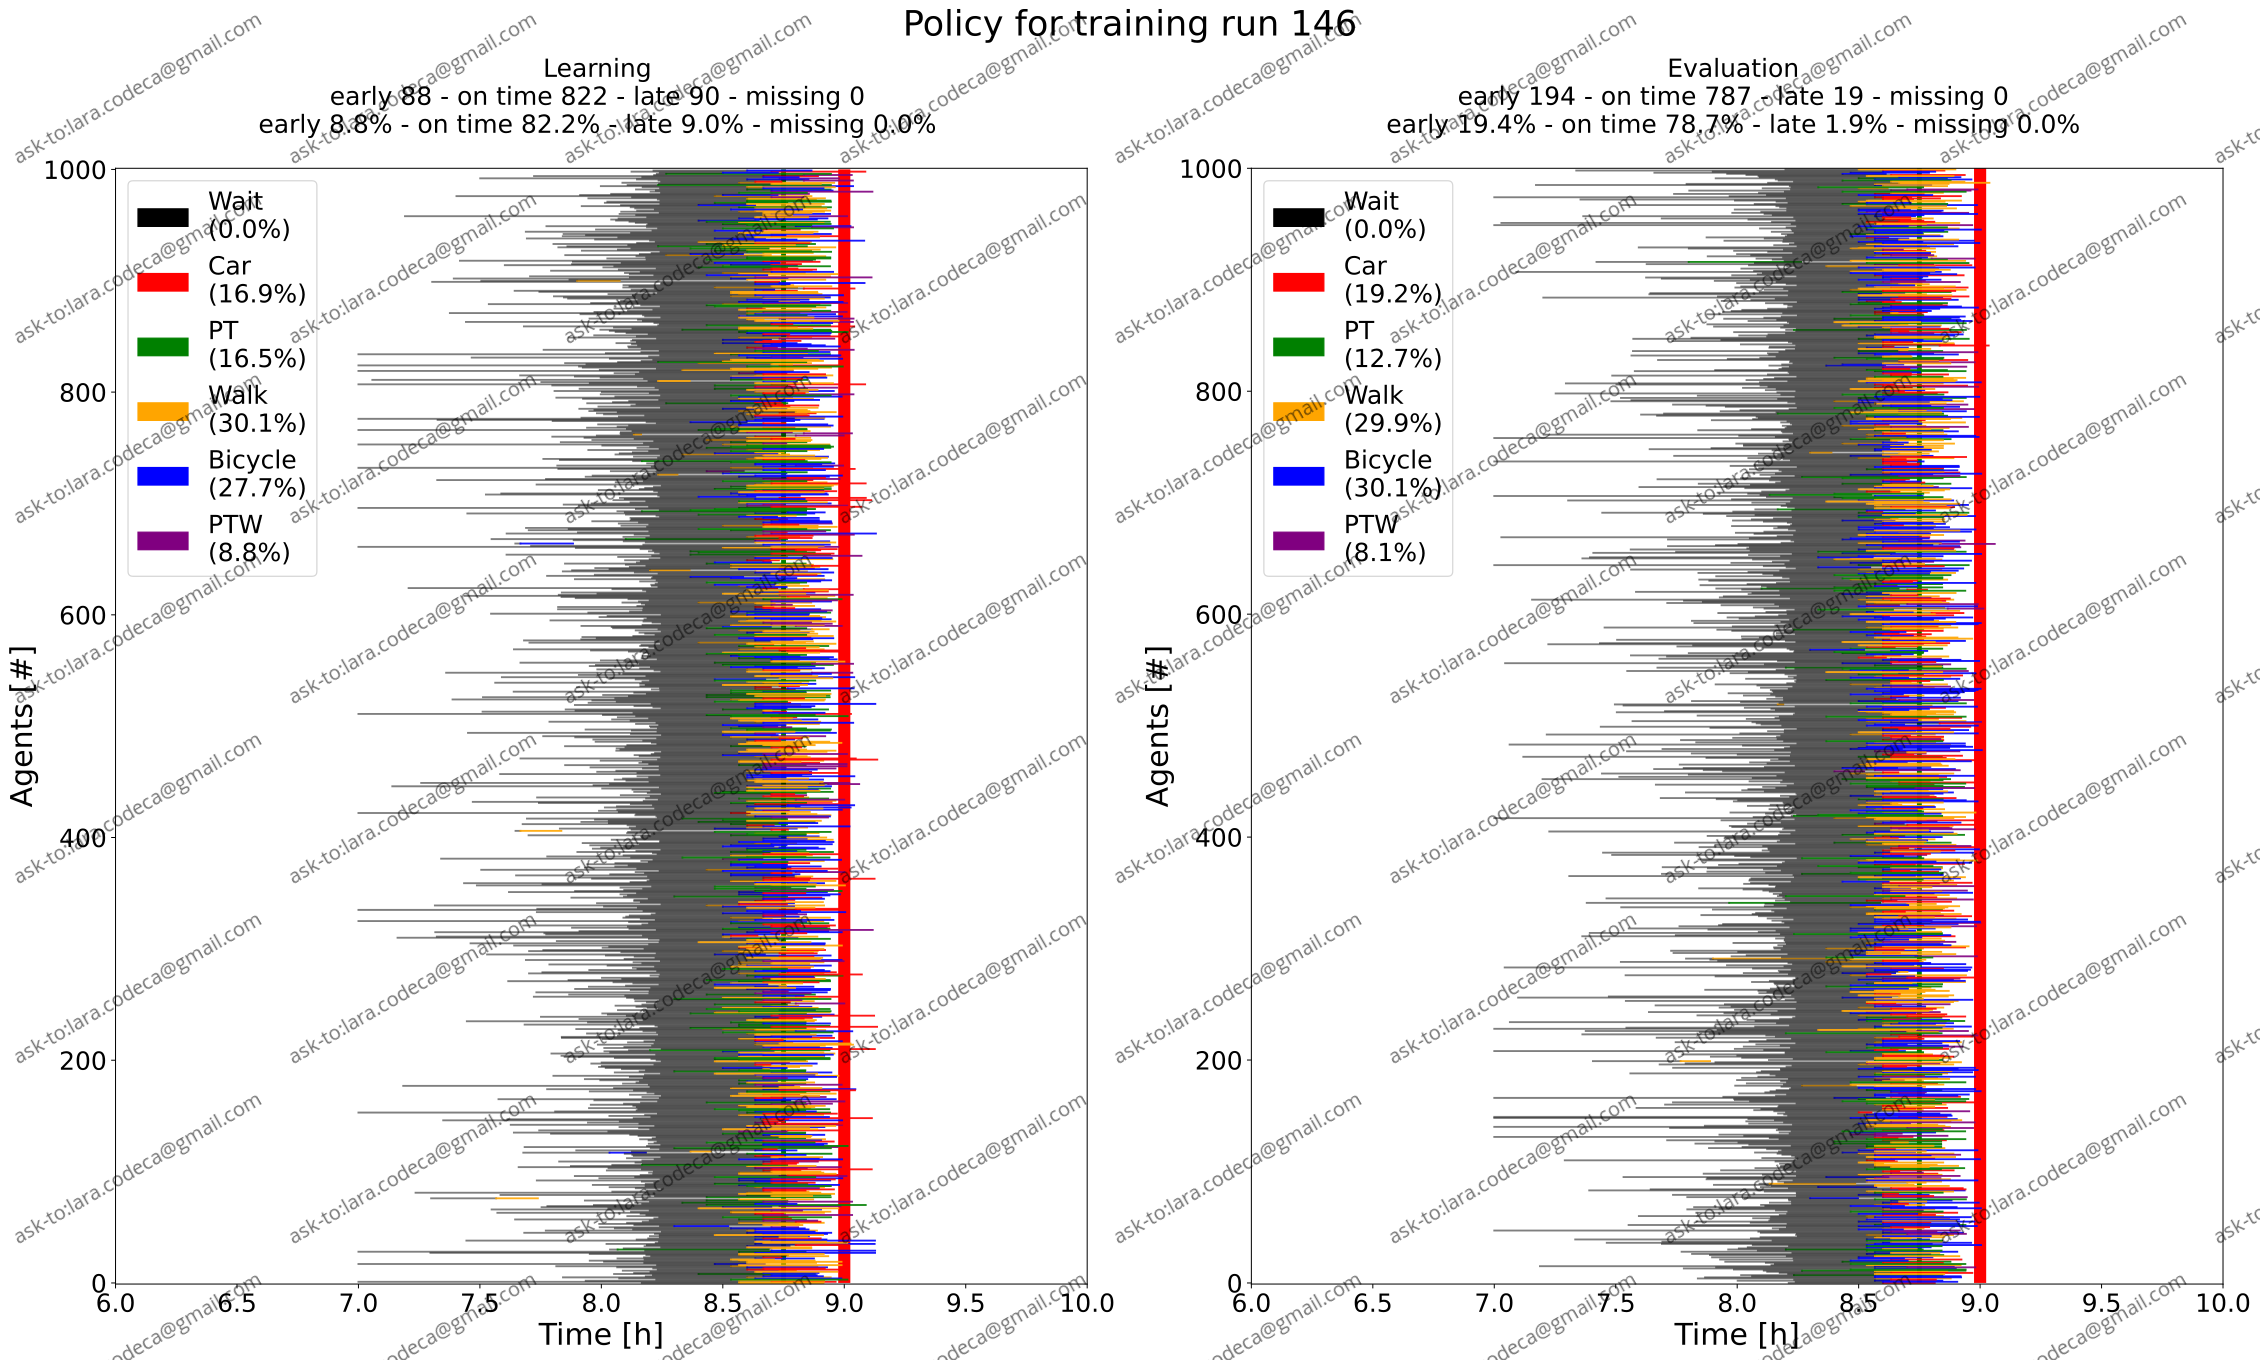 Policy for training run 146
Learning
early 88 - on time 822 - late 90 - missing 0
early 8.8% - on time 82.2% - late 9.0% - missing 0.0%
Evaluation
early 194 - on time 787 - late 19 - missing 0
early 19.4% - on time 78.7% - late 1.9% - missing 0.0%
Agents [#]
1000
800
600
400
200
0
Wait
(0.0%)
Car
(16.9%)
PT
(16.5%)
Walk
(30.1%)
Bicycle
(27.7%)
PTW
(8.8%)
6.0 6.5 7.0 7.5 8.0 8.5 9.0 9.5 10.0
Time [h]
Agents [#]
1000
800
600
400
200
0
Wait
(0.0%)
Car
(19.2%)
PT
(12.7%)
Walk
(29.9%)
Bicycle
(30.1%)
PTW
(8.1%)
6.0 6.5 7.0 7.5 8.0 8.5 9.0 9.5 10.0
Time [h]
ask-to:lara.codeca@gmail.com